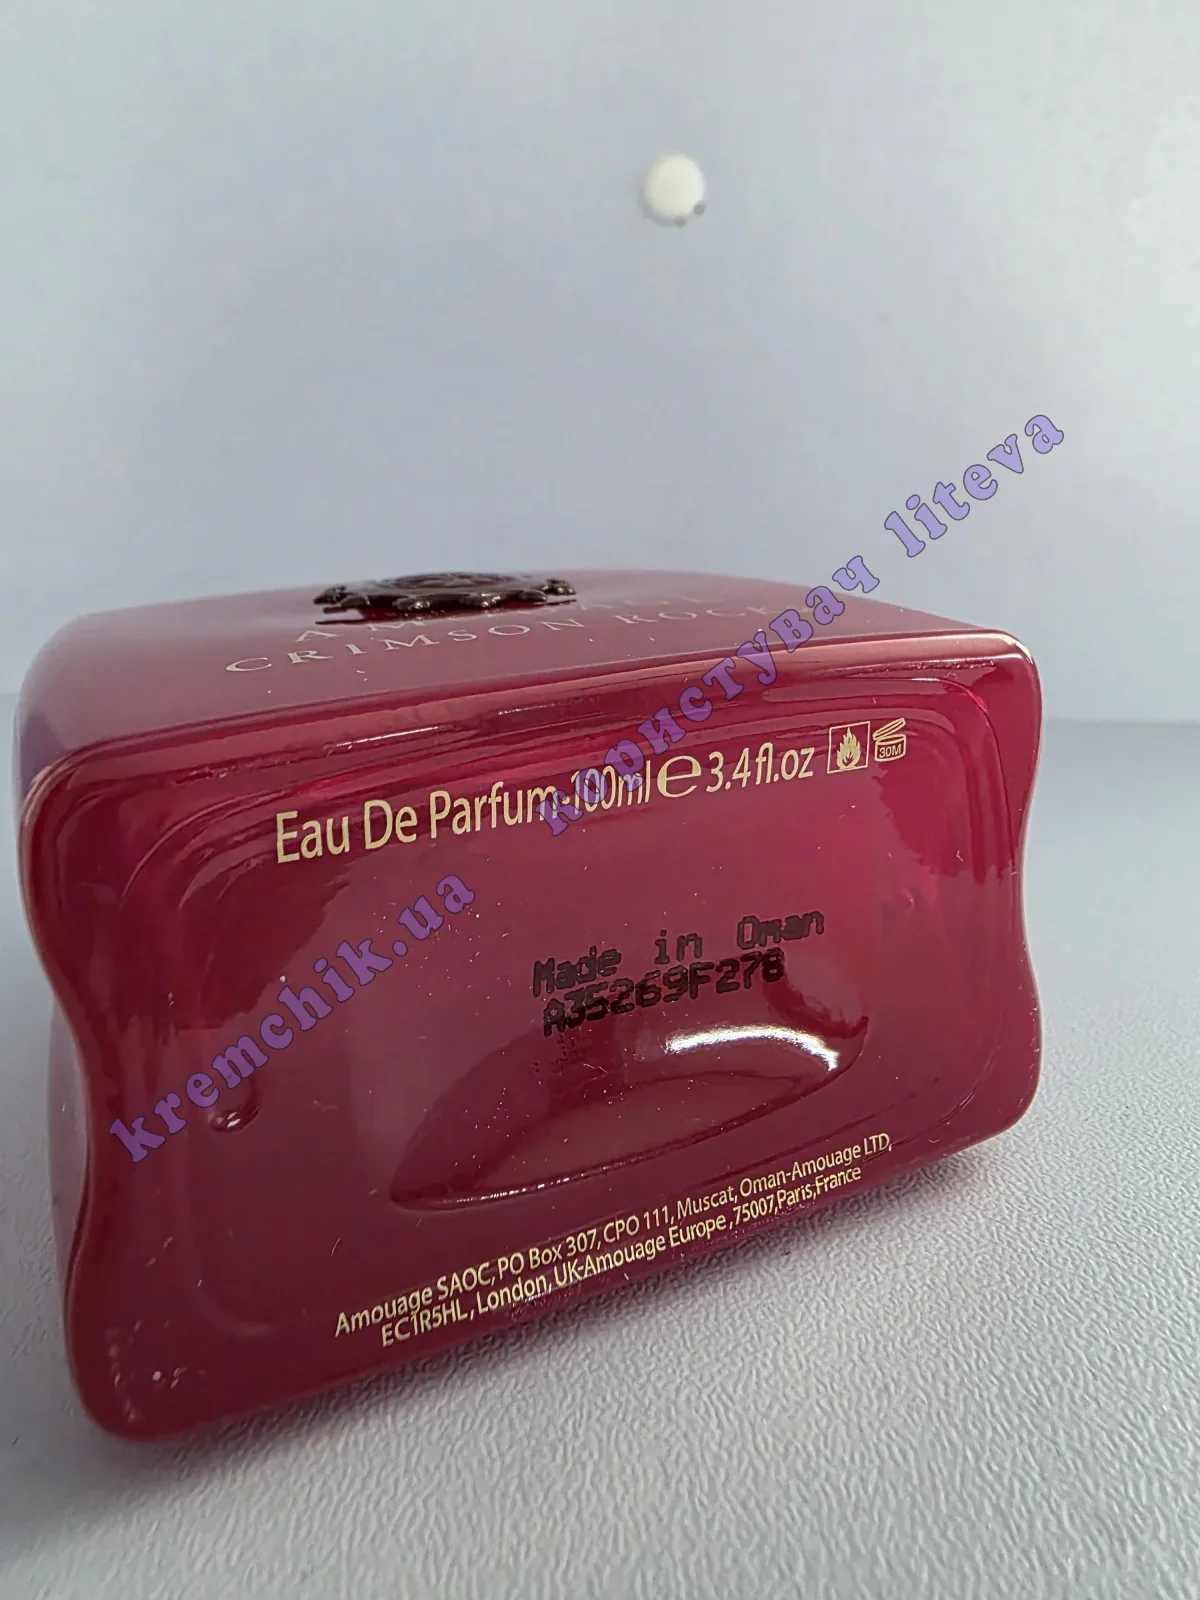 CRIMSON ROCKS
Eau De Parfum-100ml ℮ 3.4 fl.oz
30M
Made in Oman
A35269F278
Amouage SAOC, PO Box 307, CPO 111, Muscat, Oman-Amouage LTD,
EC1R5HL, London, UK-Amouage Europe ,75007,Paris,France
kremchik.ua користувач liteva